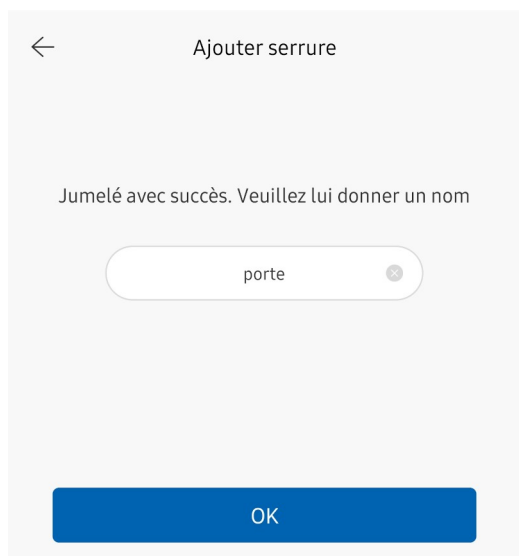 Ajouter serrure
Jumelé avec succès. Veuillez lui donner un nom
porte
OK